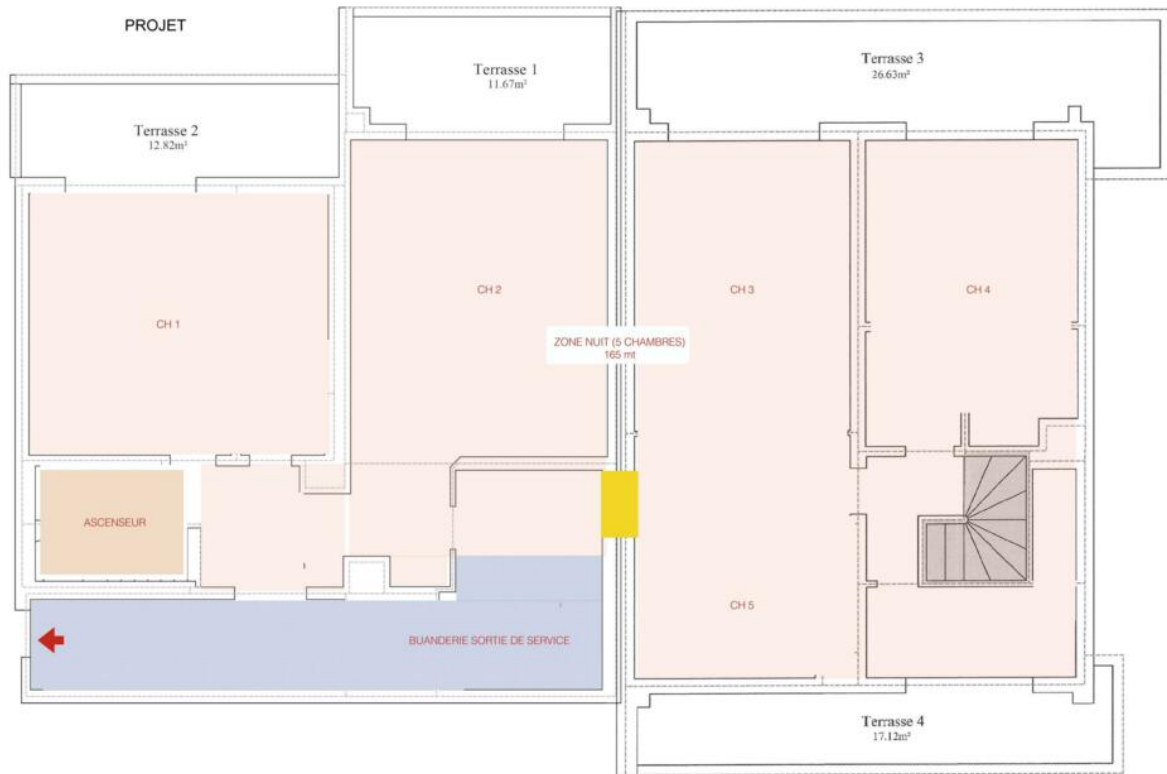 PROJET
Terrasse 1
11.67m²
Terrasse 3
26.63m²
Terrasse 2
12.82m²
CH 1
CH 2
CH 3
CH 4
ZONE NUIT (5 CHAMBRES)
165 mt
ASCENSEUR
CH 5
BUANDERIE SORTIE DE SERVICE
Terrasse 4
17.12m²